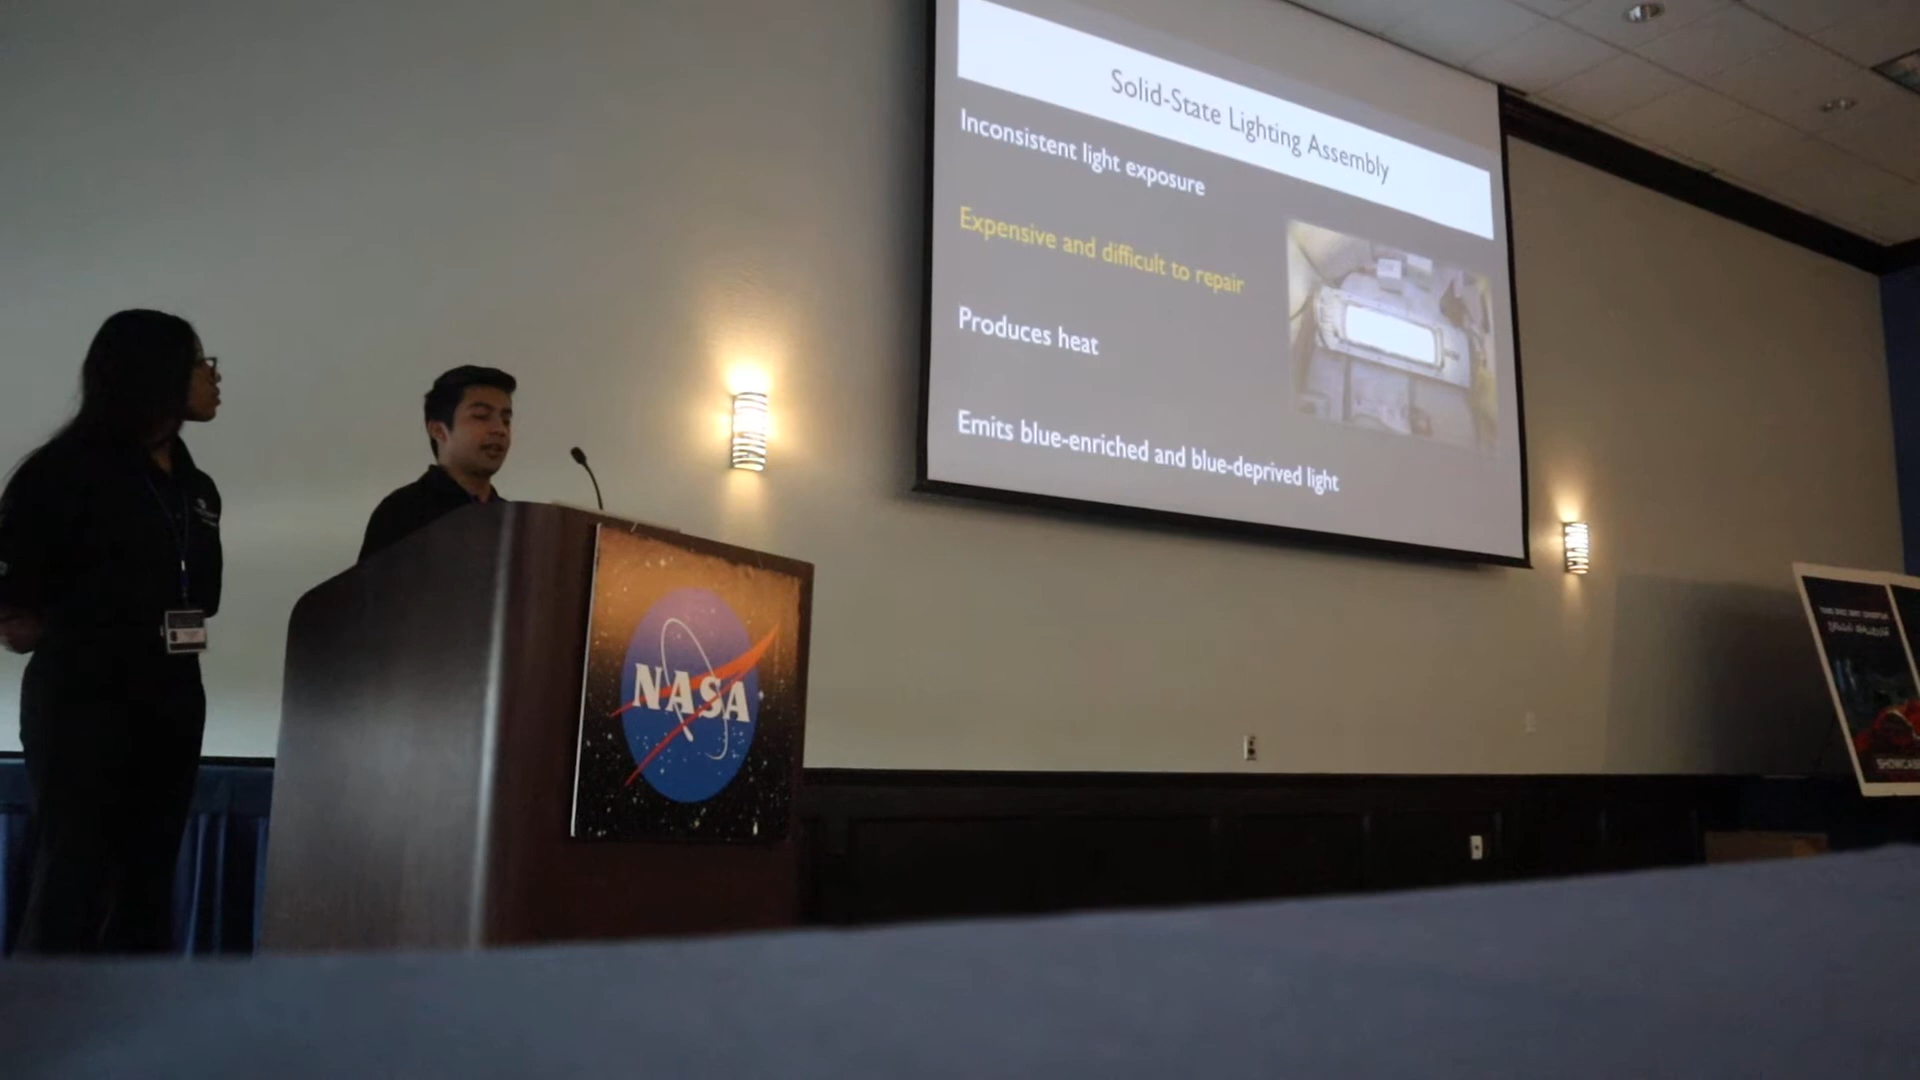 Solid-State Lighting Assembly
Inconsistent light exposure
Expensive and difficult to repair
Produces heat
Emits blue-enriched and blue-deprived light
NASA